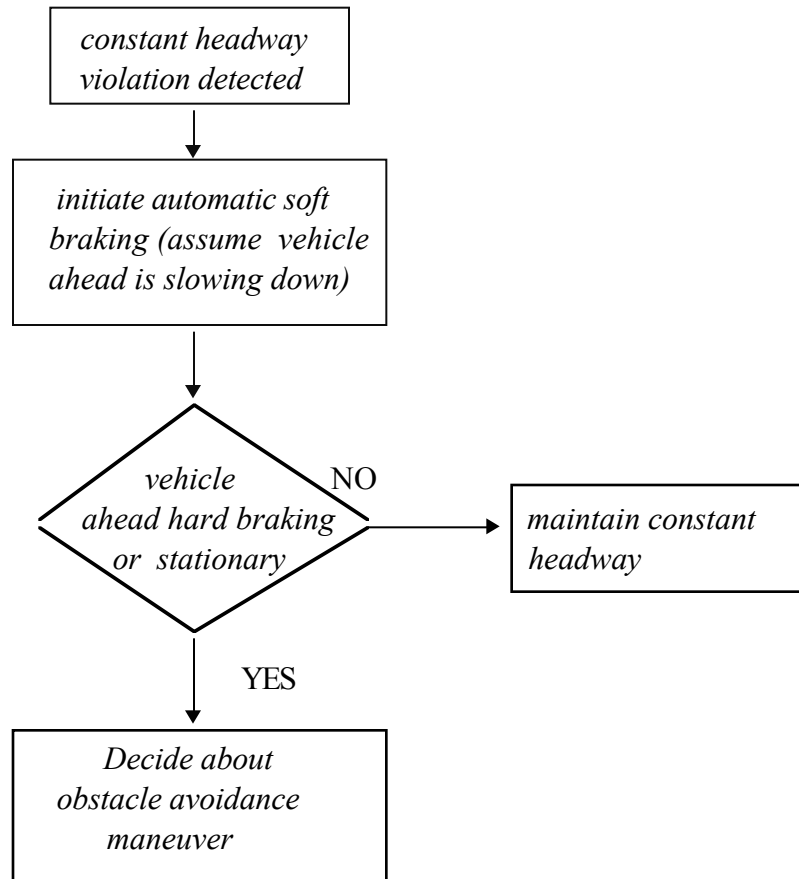 constant headway
violation detected
initiate automatic soft
braking (assume vehicle
ahead is slowing down)
vehicle
ahead hard braking
or stationary
NO
maintain constant
headway
YES
Decide about
obstacle avoidance
maneuver